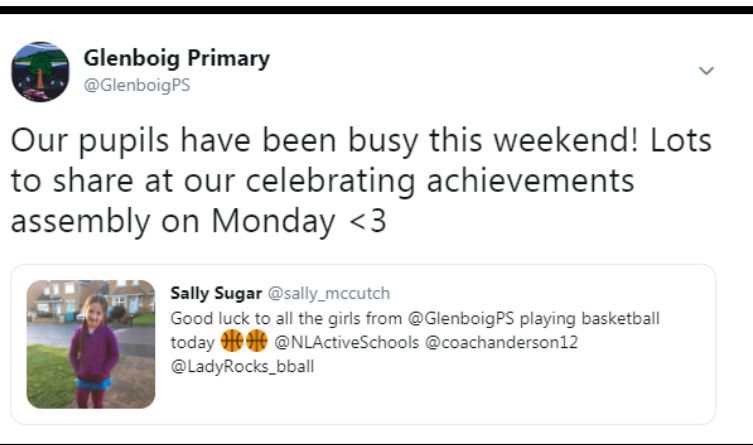 Glenboig Primary
@GlenboigPS
Our pupils have been busy this weekend! Lots
to share at our celebrating achievements
assembly on Monday <3
Sally Sugar @sally_mccutch
Good luck to all the girls from @GlenboigPS playing basketball
today 🏀🏀 @NLActiveSchools @coachanderson12
@LadyRocks_bball